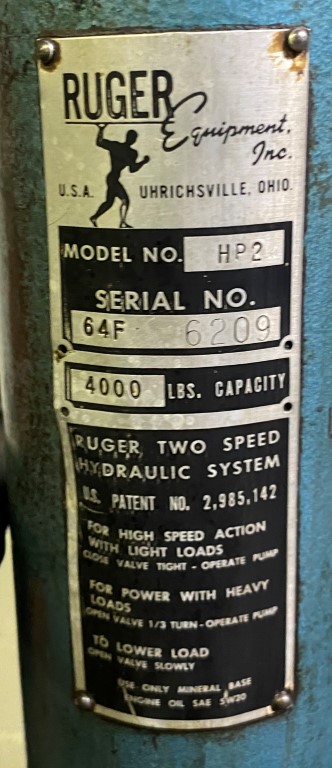 RUGER
Equipment,
Inc.
U.S.A. UHRICHSVILLE, OHIO.
MODEL NO. HP2
SERIAL NO.
64F 6209
4000 LBS. CAPACITY
RUGER TWO SPEED
HYDRAULIC SYSTEM
U.S. PATENT NO. 2,985,142
FOR HIGH SPEED ACTION
WITH LIGHT LOADS
CLOSE VALVE TIGHT - OPERATE PUMP
FOR POWER WITH HEAVY
LOADS
OPEN VALVE 1/3 TURN - OPERATE PUMP
TO LOWER LOAD
OPEN VALVE SLOWLY
USE ONLY MINERAL BASE
ENGINE OIL SAE 5W20